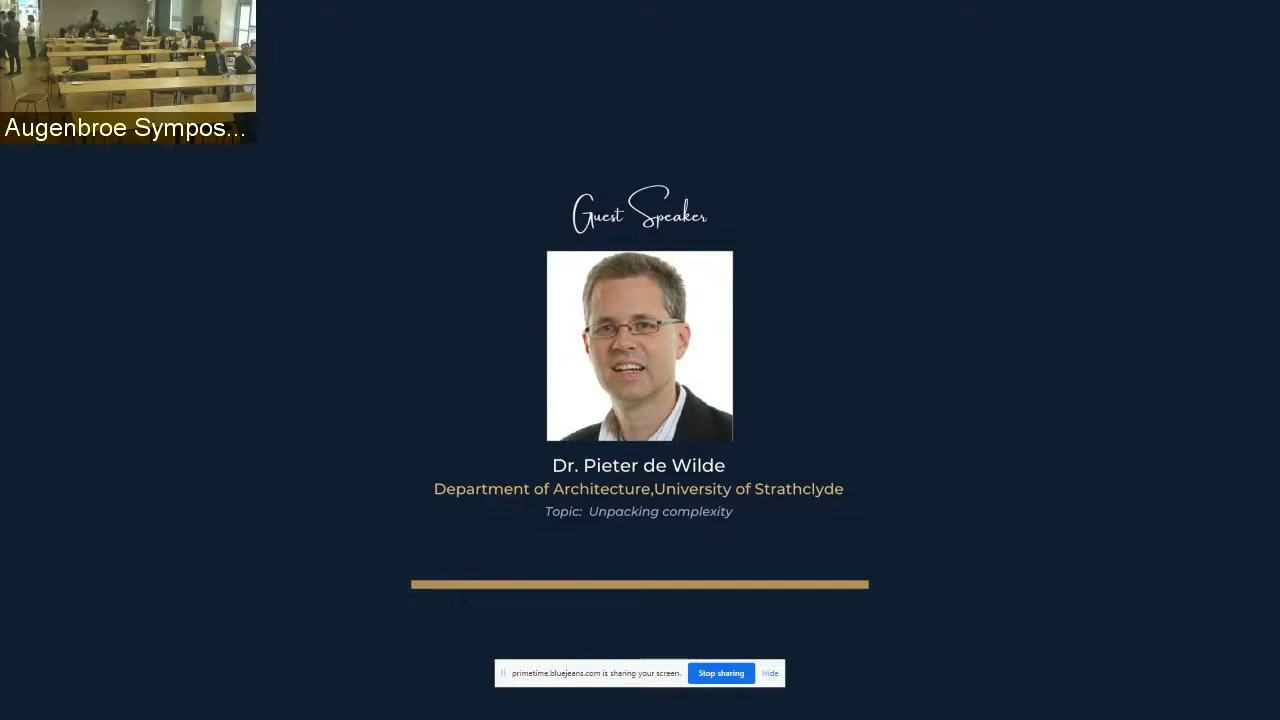 Augenbroe Sympos...
Guest Speaker
Dr. Pieter de Wilde
Department of Architecture,University of Strathclyde
Topic: Unpacking complexity
primetime.bluejeans.com is sharing your screen.
Stop sharing
Hide